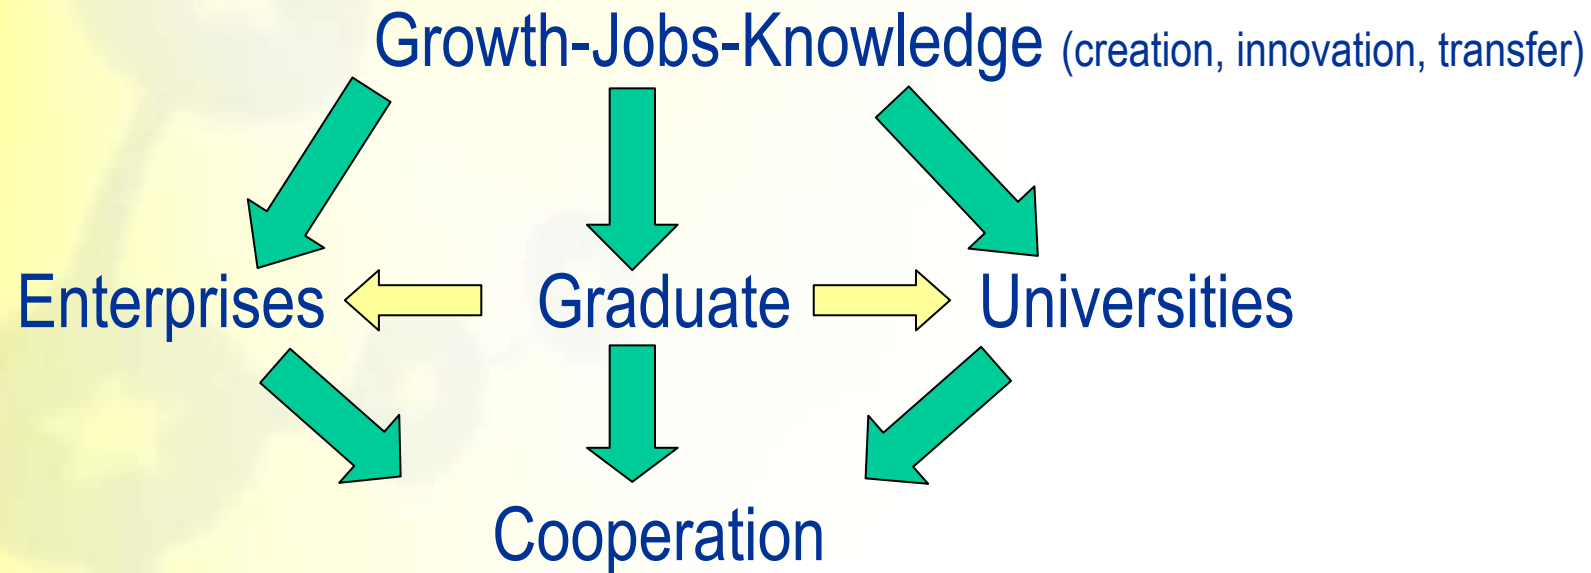 Growth-Jobs-Knowledge (creation, innovation, transfer)
Enterprises Graduate Universities
Cooperation